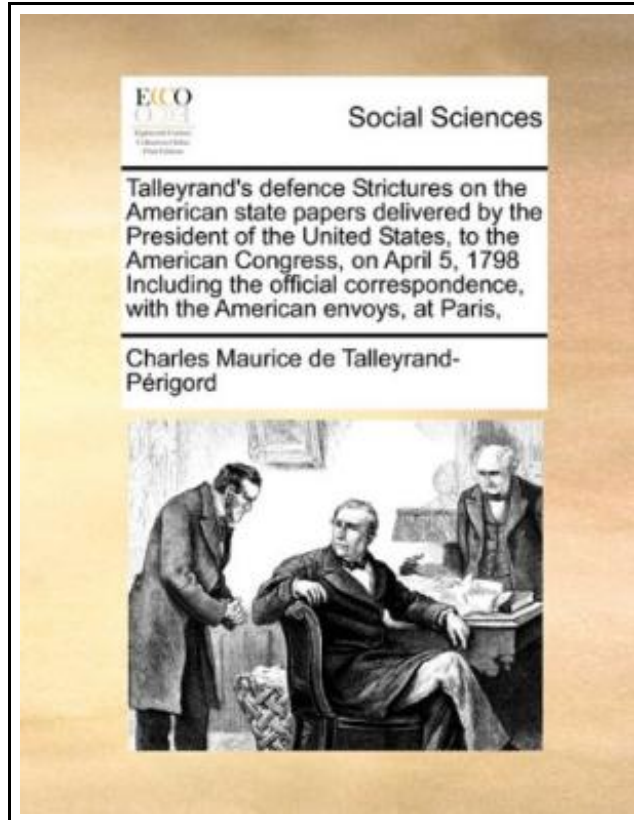 ECCO
Social Sciences
Talleyrand's defence Strictures on the
American state papers delivered by the
President of the United States, to the
American Congress, on April 5, 1798
Including the official correspondence,
with the American envoys, at Paris,
Charles Maurice de Talleyrand-
Périgord